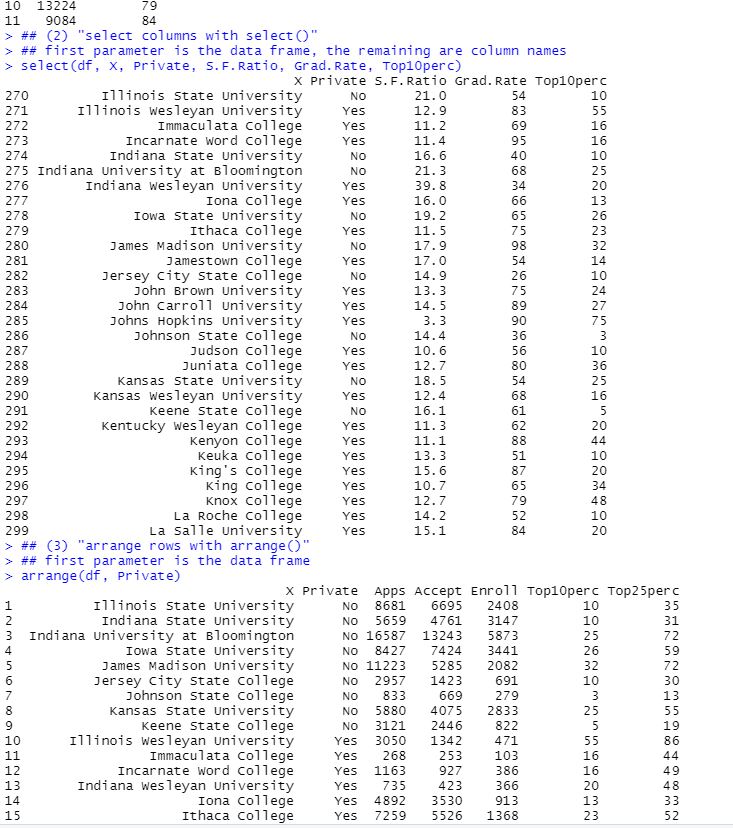 10  13224        79
11   9084        84
> ## (2) "select columns with select()"
> ## first parameter is the data frame, the remaining are column names
> select(df, X, Private, S.F.Ratio, Grad.Rate, Top10perc)
                                  X Private S.F.Ratio Grad.Rate Top10perc
270       Illinois State University      No      21.0        54        10
271    Illinois Wesleyan University     Yes      12.9        83        55
272              Immaculata College     Yes      11.2        69        16
273          Incarnate Word College     Yes      11.4        95        16
274        Indiana State University      No      16.6        40        10
275 Indiana University at Bloomington      No      21.3        68        25
276     Indiana Wesleyan University     Yes      39.8        34        20
277                    Iona College     Yes      16.0        66        13
278           Iowa State University      No      19.2        65        26
279                  Ithaca College     Yes      11.5        75        23
280        James Madison University      No      17.9        98        32
281               Jamestown College     Yes      17.0        54        14
282       Jersey City State College      No      14.9        26        10
283           John Brown University     Yes      13.3        75        24
284         John Carroll University     Yes      14.5        89        27
285        Johns Hopkins University     Yes       3.3        90        75
286           Johnson State College      No      14.4        36         3
287                  Judson College     Yes      10.6        56        10
288                 Juniata College     Yes      12.7        80        36
289         Kansas State University      No      18.5        54        25
290      Kansas Wesleyan University     Yes      12.4        68        16
291             Keene State College      No      16.1        61         5
292       Kentucky Wesleyan College     Yes      11.3        62        20
293                  Kenyon College     Yes      11.1        88        44
294                   Keuka College     Yes      13.3        51        10
295                  King's College     Yes      15.6        87        20
296                    King College     Yes      10.7        65        34
297                    Knox College     Yes      12.7        79        48
298                La Roche College     Yes      14.2        52        10
299             La Salle University     Yes      15.1        84        20
> ## (3) "arrange rows with arrange()"
> ## first parameter is the data frame
> arrange(df, Private)
                                   X Private  Apps Accept Enroll Top10perc Top25perc
1          Illinois State University      No  8681   6695   2408        10        35
2           Indiana State University      No  5659   4761   3147        10        31
3  Indiana University at Bloomington      No 16587  13243   5873        25        72
4              Iowa State University      No  8427   7424   3441        26        59
5           James Madison University      No 11223   5285   2082        32        72
6          Jersey City State College      No  2957   1423    691        10        30
7              Johnson State College      No   833    669    279         3        13
8            Kansas State University      No  5880   4075   2833        25        55
9                Keene State College      No  3121   2446    822         5        19
10      Illinois Wesleyan University     Yes  3050   1342    471        55        86
11                Immaculata College     Yes   268    253    103        16        44
12            Incarnate Word College     Yes  1163    927    386        16        49
13       Indiana Wesleyan University     Yes   735    423    366        20        48
14                      Iona College     Yes  4892   3530    913        13        33
15                    Ithaca College     Yes  7259   5526   1368        23        52